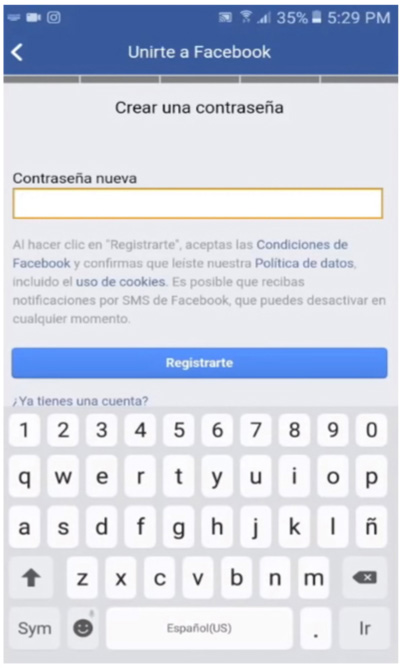 35% 5:29 PM
Unirte a Facebook
Crear una contraseña
Contraseña nueva
Al hacer clic en "Registrarte", aceptas las Condiciones de
Facebook y confirmas que leíste nuestra Política de datos,
incluido el uso de cookies. Es posible que recibas
notificaciones por SMS de Facebook, que puedes desactivar en
cualquier momento.
Registrarte
¿Ya tienes una cuenta?
1 2 3 4 5 6 7 8 9 0
q w e r t y u i o p
a s d f g h j k l ñ
z x c v b n m
Sym Español(US) . Ir